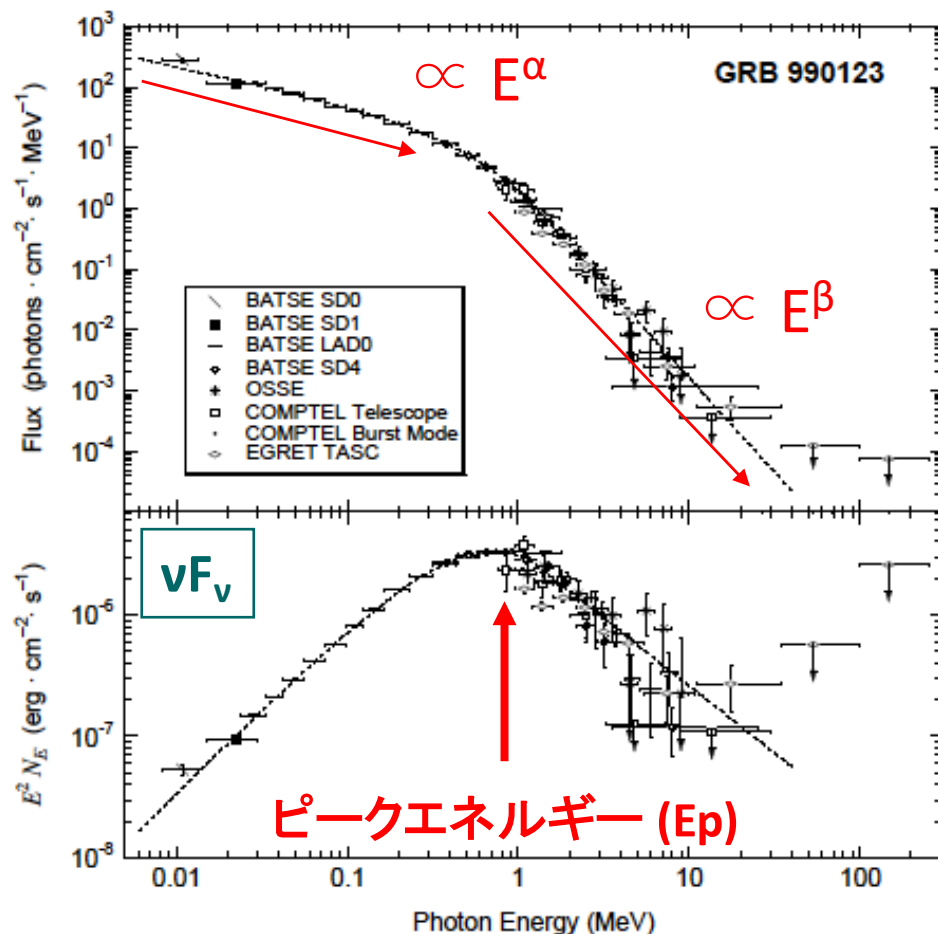 10³
10²
10¹
10⁰
10⁻¹
10⁻²
10⁻³
10⁻⁴
Flux (photons · cm⁻² · s⁻¹ · MeV⁻¹)
∝ E^α
GRB 990123
∝ E^β
BATSE SD0
BATSE SD1
BATSE LAD0
BATSE SD4
OSSE
COMPTEL Telescope
COMPTEL Burst Mode
EGRET TASC
νFᵥ
10⁻⁶
10⁻⁷
10⁻⁸
E² N_E (erg · cm⁻² · s⁻¹)
ピークエネルギー (Ep)
0.01
0.1
1
10
100
Photon Energy (MeV)